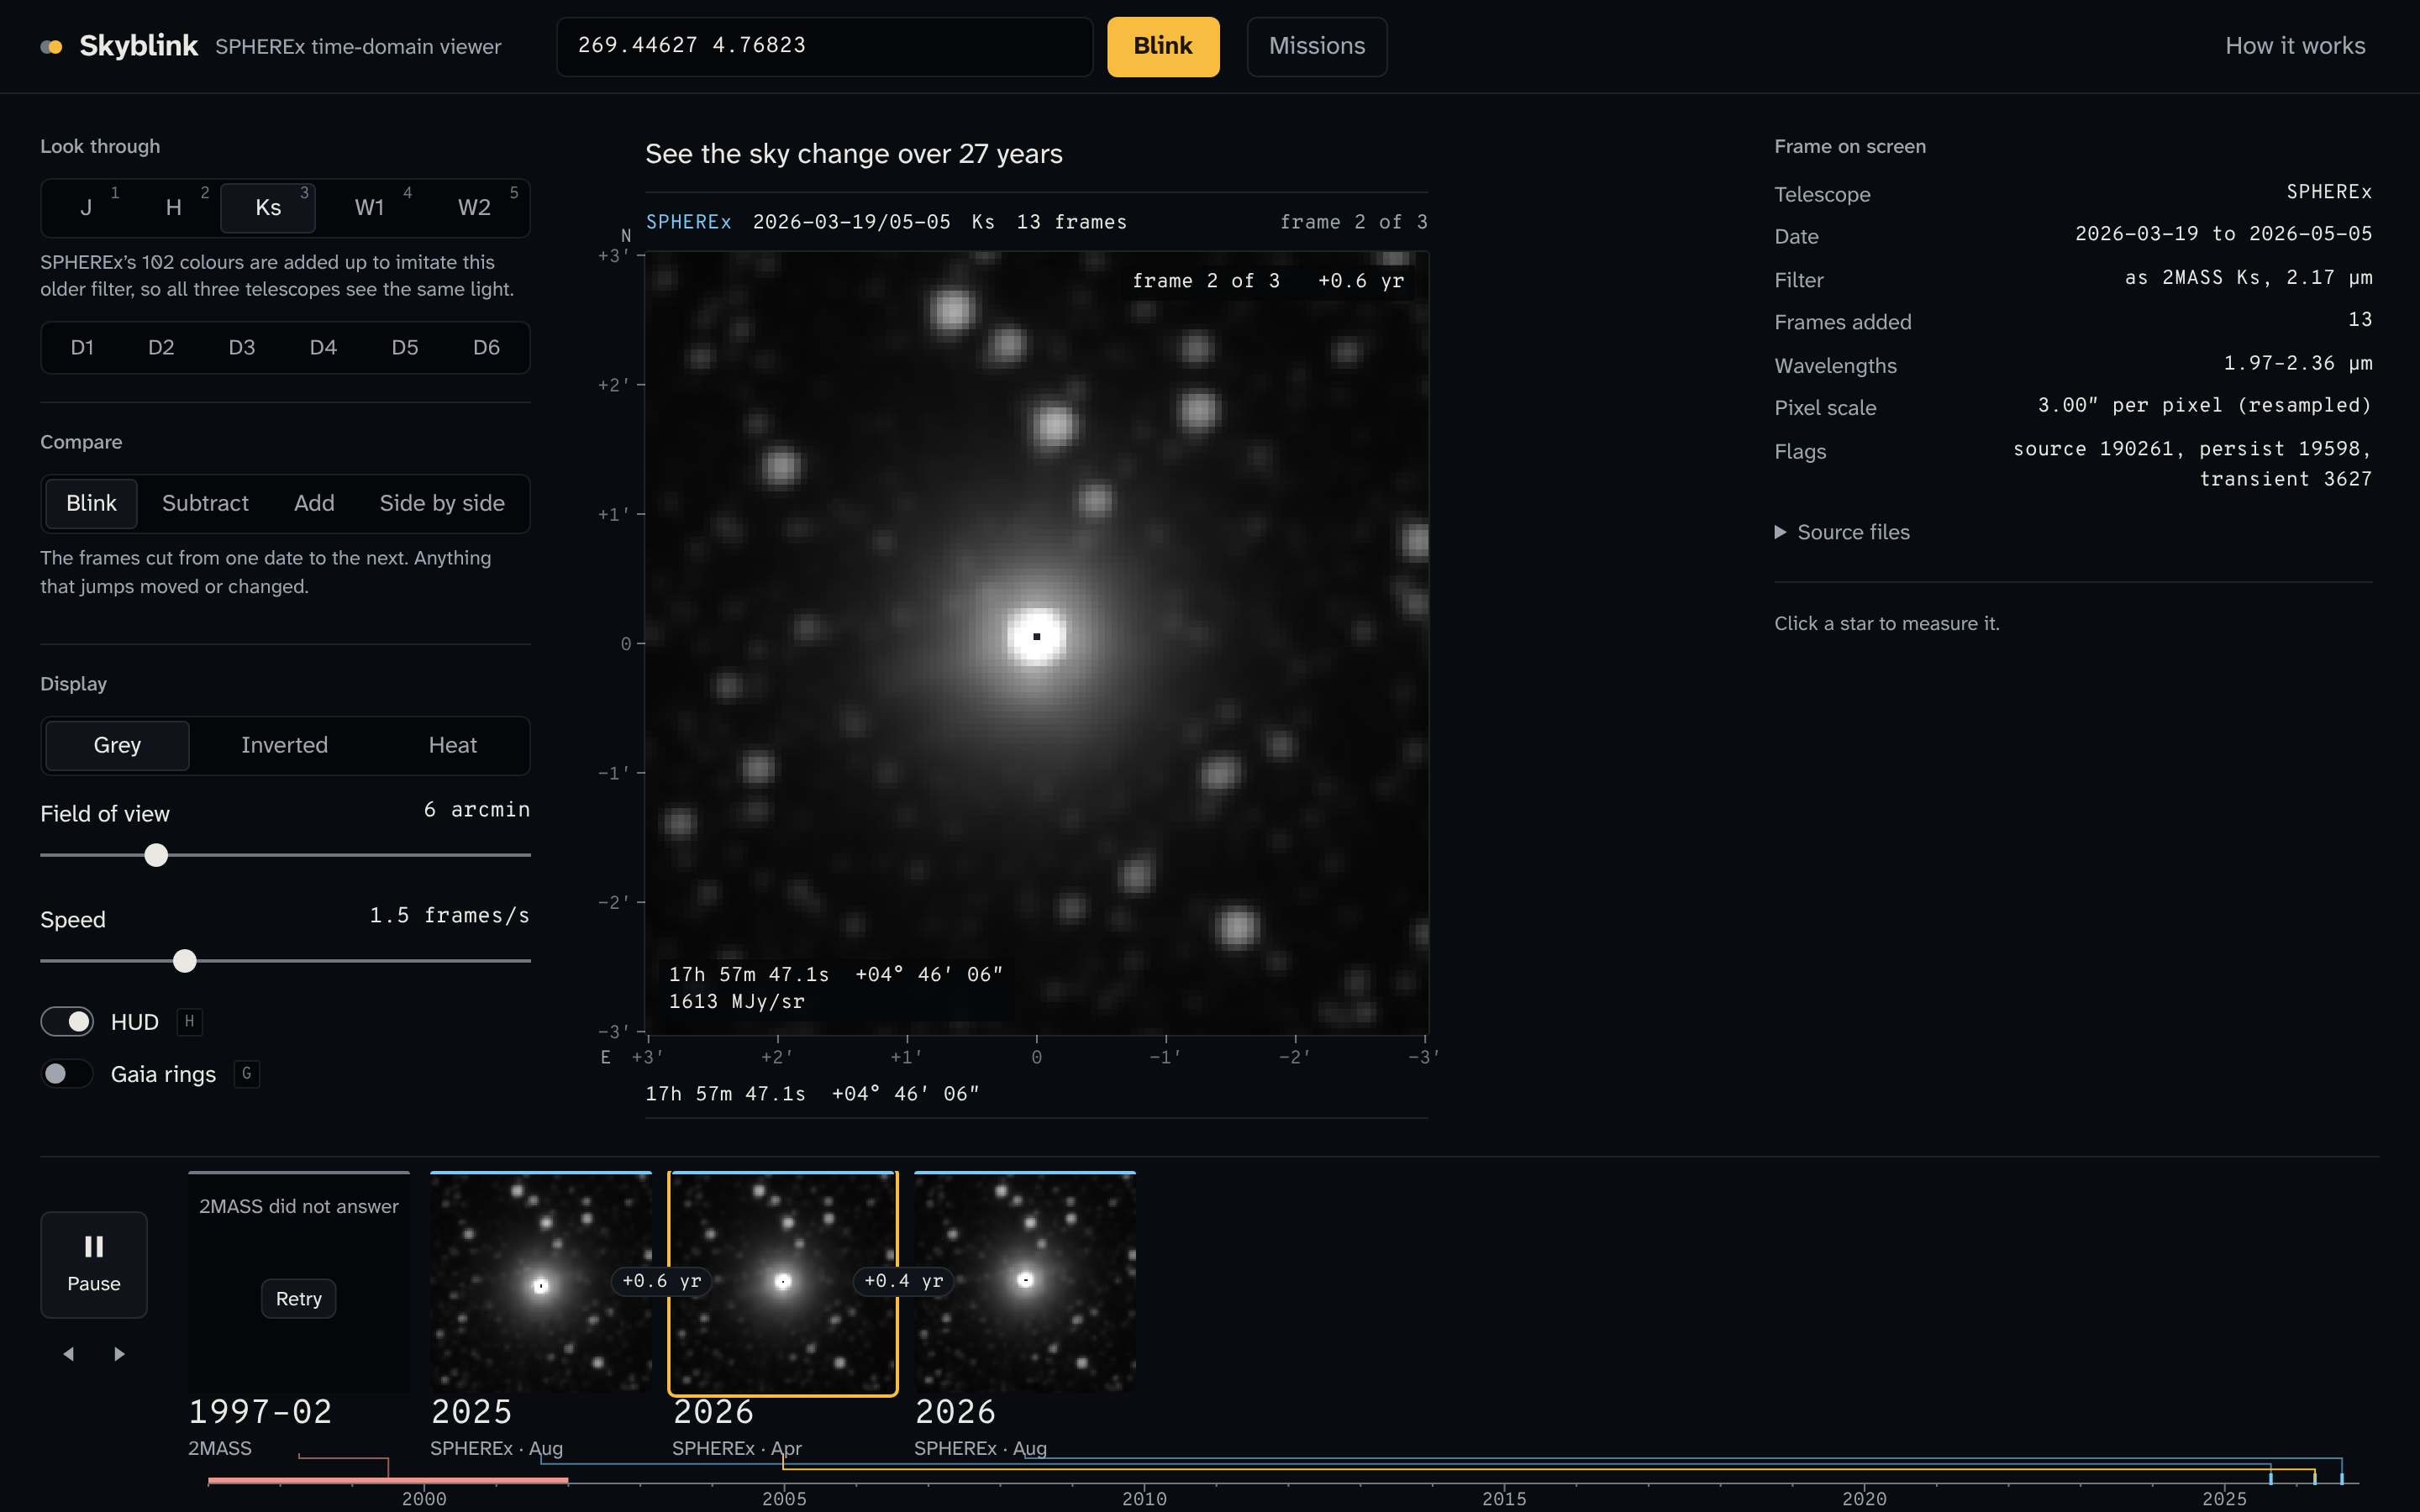 Skyblink SPHEREx time-domain viewer 269.44627 4.76823 Blink Missions How it works
Look through
J 1 H 2 Ks 3 W1 4 W2 5
SPHEREx’s 102 colours are added up to imitate this
older filter, so all three telescopes see the same light.
D1 D2 D3 D4 D5 D6
Compare
Blink Subtract Add Side by side
The frames cut from one date to the next. Anything
that jumps moved or changed.
Display
Grey Inverted Heat
Field of view 6 arcmin
Speed 1.5 frames/s
HUD H
Gaia rings G
See the sky change over 27 years
SPHEREx 2026-03-19/05-05 Ks 13 frames frame 2 of 3
N
frame 2 of 3 +0.6 yr
+3′
+2′
+1′
0
−1′
−2′
−3′
17h 57m 47.1s +04° 46′ 06″
1613 MJy/sr
E +3′ +2′ +1′ 0 −1′ −2′ −3′
17h 57m 47.1s +04° 46′ 06″
Frame on screen
Telescope SPHEREx
Date 2026-03-19 to 2026-05-05
Filter as 2MASS Ks, 2.17 µm
Frames added 13
Wavelengths 1.97–2.36 µm
Pixel scale 3.00″ per pixel (resampled)
Flags source 190261, persist 19598,
transient 3627
Source files
Click a star to measure it.
Pause
2MASS did not answer
Retry
+0.6 yr +0.4 yr
1997-02 2025 2026 2026
2MASS SPHEREx · Aug SPHEREx · Apr SPHEREx · Aug
2000 2005 2010 2015 2020 2025